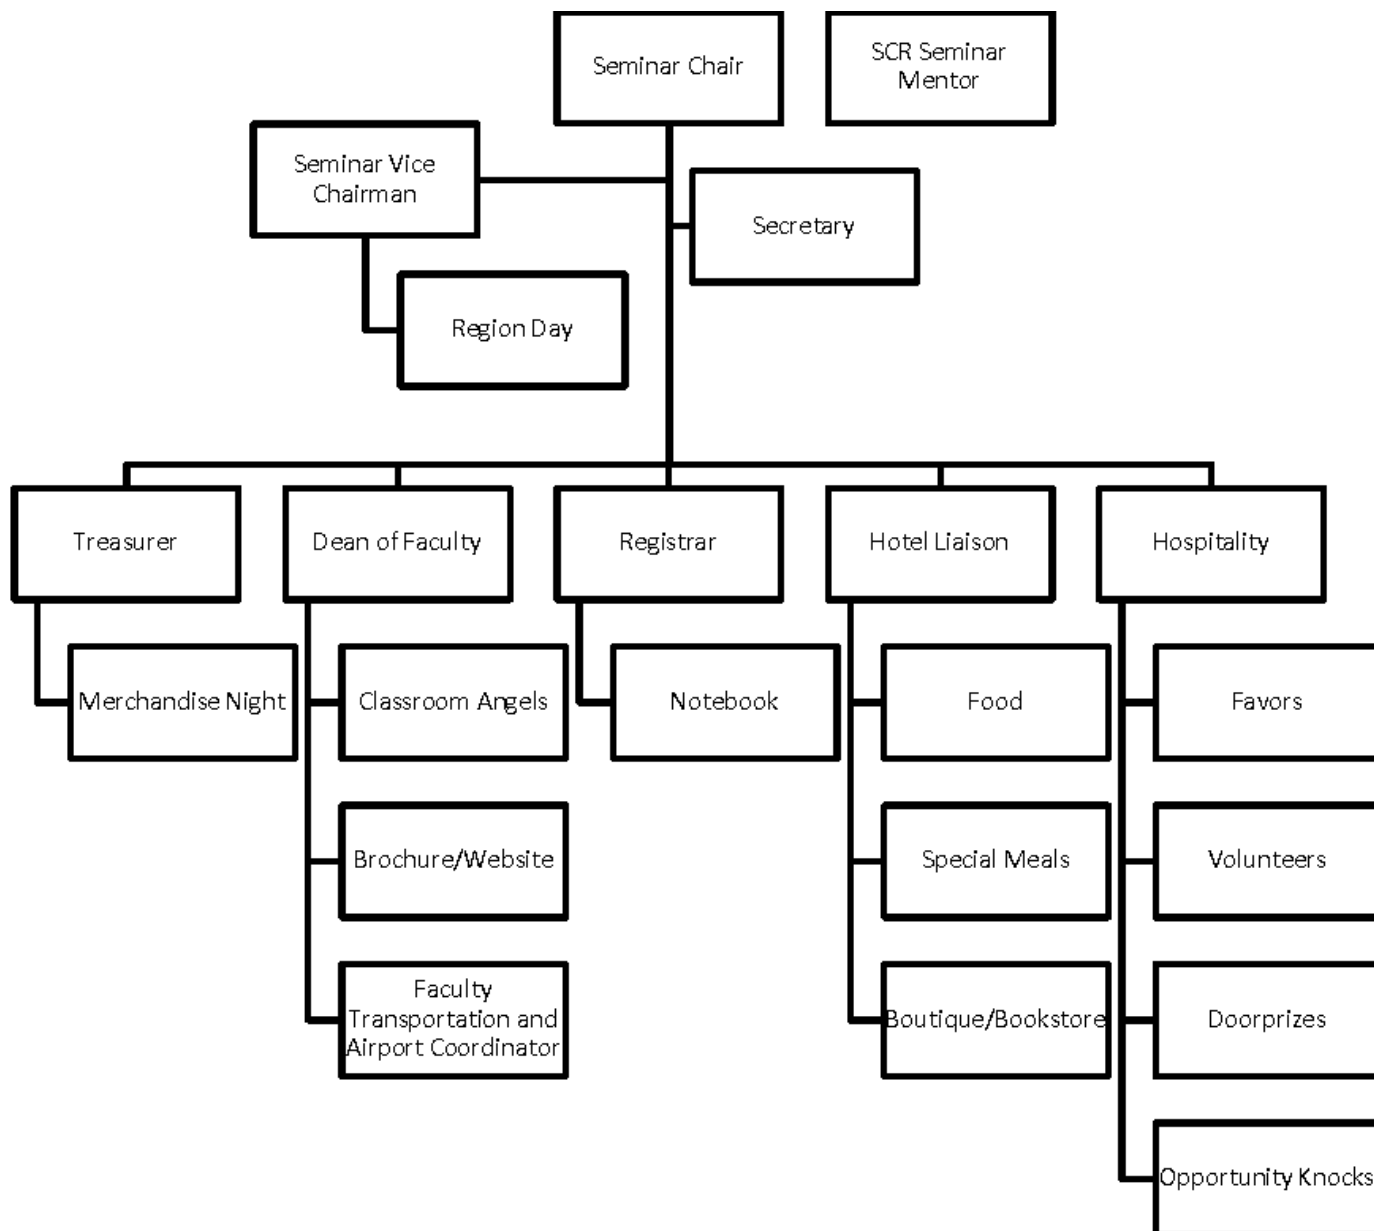 Seminar Chair
SCR Seminar
Mentor
Seminar Vice
Chairman
Secretary
Region Day
Treasurer
Dean of Faculty
Registrar
Hotel Liaison
Hospitality
Merchandise Night
Classroom Angels
Notebook
Food
Favors
Brochure/Website
Special Meals
Volunteers
Faculty
Transportation and
Airport Coordinator
Boutique/Bookstore
Doorprizes
Opportunity Knocks